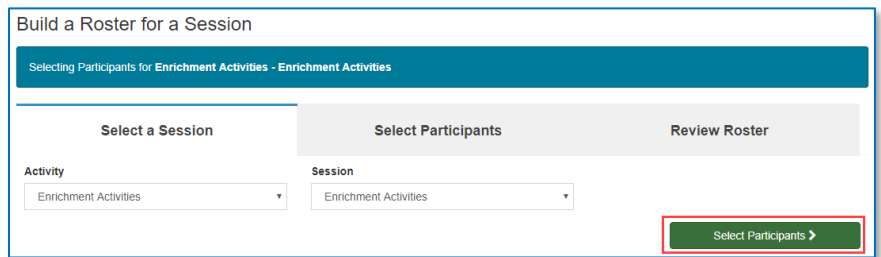 Build a Roster for a Session
Selecting Participants for Enrichment Activities - Enrichment Activities
Select a Session
Select Participants
Review Roster
Activity
Session
Enrichment Activities
Enrichment Activities
Select Participants